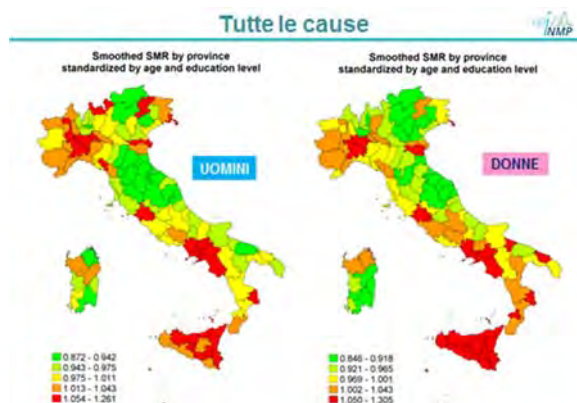 Tutte le cause
INMP
Smoothed SMR by province
standardized by age and education level
Smoothed SMR by province
standardized by age and education level
UOMINI
DONNE
0.872 - 0.942
0.943 - 0.975
0.975 - 1.011
1.013 - 1.043
1.054 - 1.261
0.846 - 0.918
0.921 - 0.965
0.969 - 1.001
1.002 - 1.043
1.050 - 1.305